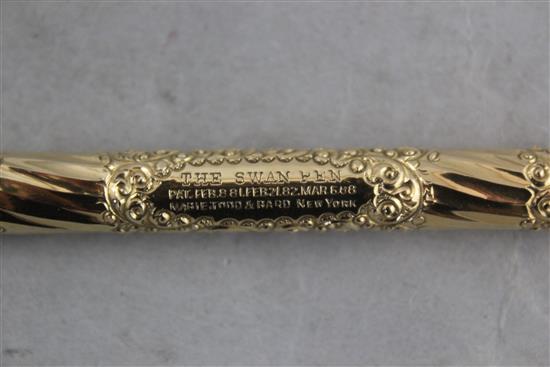 THE SWAN PEN
PAT. FEB.8 81. FEB.21.82. MAR 6.88
MABIE TODD & BARD NEW YORK